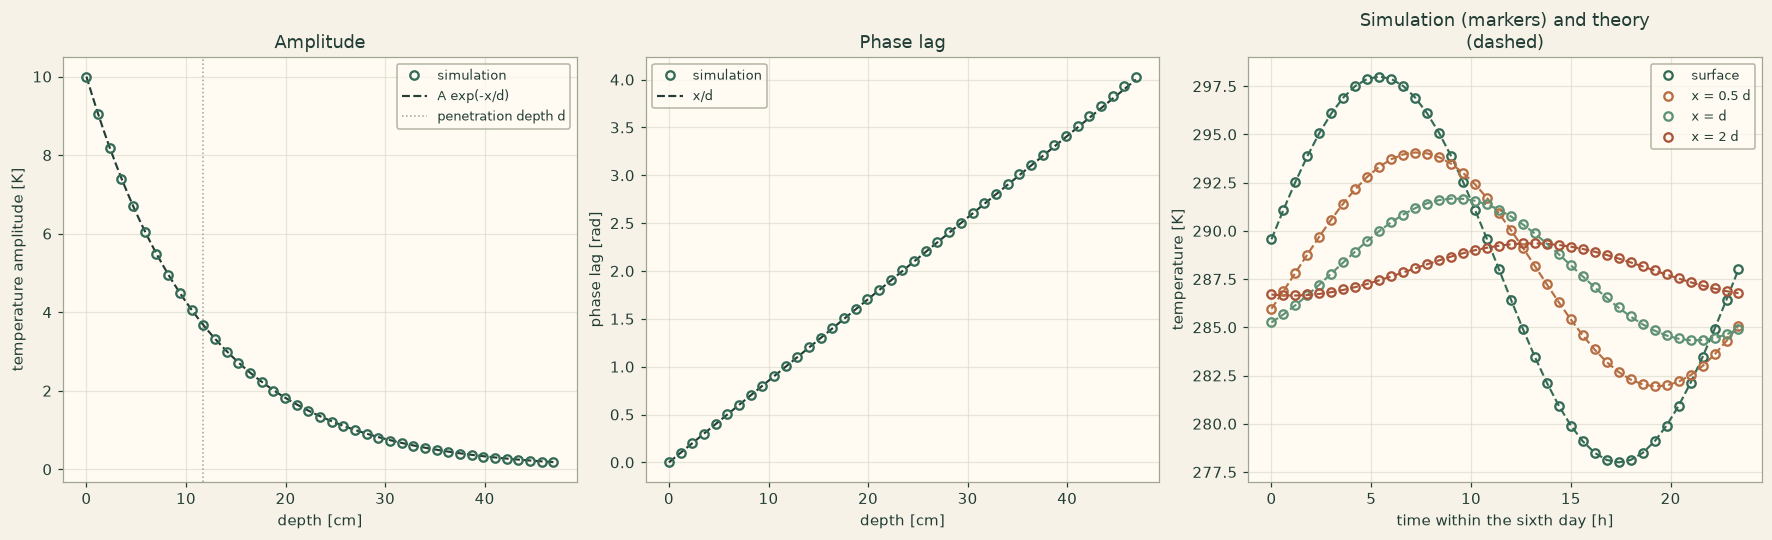 Amplitude
temperature amplitude [K]
10
8
6
4
2
0
simulation
A exp(-x/d)
penetration depth d
0
10
20
30
40
depth [cm]
Phase lag
phase lag [rad]
4.0
3.5
3.0
2.5
2.0
1.5
1.0
0.5
0.0
simulation
x/d
0
10
20
30
40
depth [cm]
Simulation (markers) and theory
(dashed)
temperature [K]
297.5
295.0
292.5
290.0
287.5
285.0
282.5
280.0
277.5
surface
x = 0.5 d
x = d
x = 2 d
0
5
10
15
20
time within the sixth day [h]